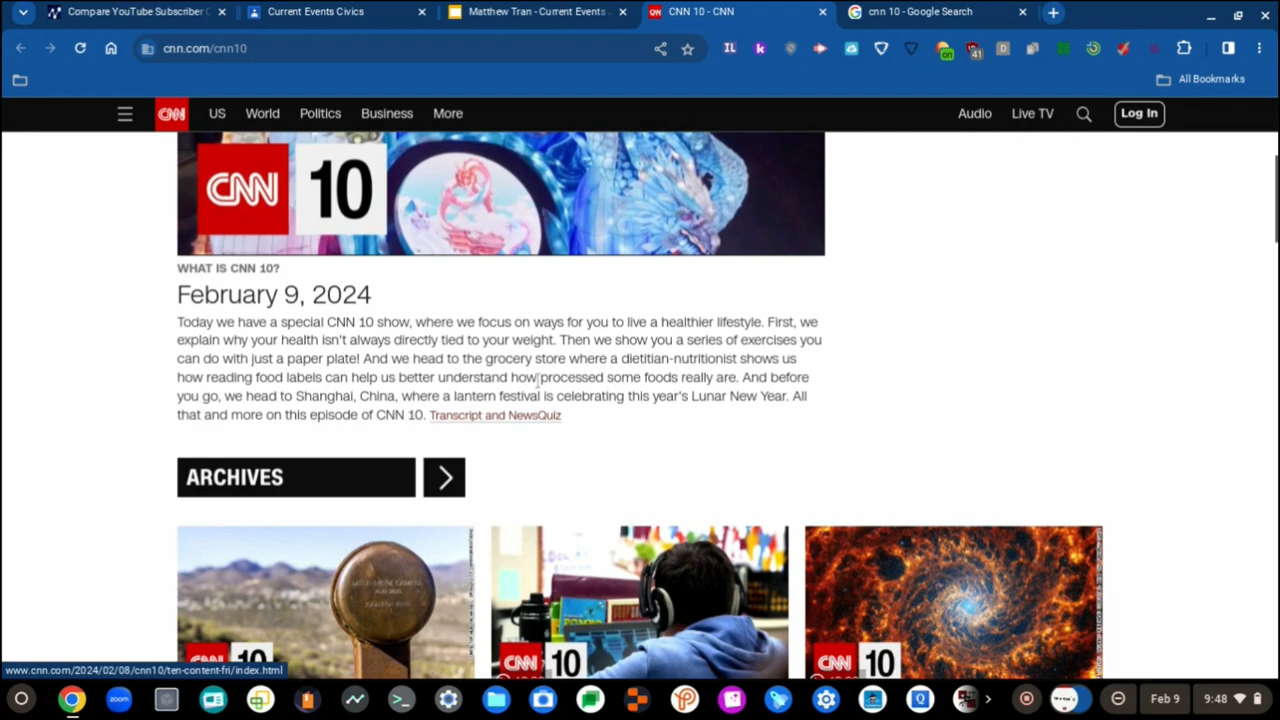 Compare YouTube Subscriber C
Current Events Civics
Matthew Tran - Current Events
CNN 10 - CNN
cnn 10 - Google Search
cnn.com/cnn10
IL
k
on
41
D
All Bookmarks
CNN
US
World
Politics
Business
More
Audio
Live TV
Log In
CNN 10
WHAT IS CNN 10?
February 9, 2024
Today we have a special CNN 10 show, where we focus on ways for you to live a healthier lifestyle. First, we
explain why your health isn't always directly tied to your weight. Then we show you a series of exercises you
can do with just a paper plate! And we head to the grocery store where a dietitian-nutritionist shows us
how reading food labels can help us better understand how processed some foods really are. And before
you go, we head to Shanghai, China, where a lantern festival is celebrating this year's Lunar New Year. All
that and more on this episode of CNN 10. Transcript and NewsQuiz
ARCHIVES
CNN 10
CNN 10
CNN 10
www.cnn.com/2024/02/08/cnn10/ten-content-fri/index.html
zoom
Q
Feb 9
9:48